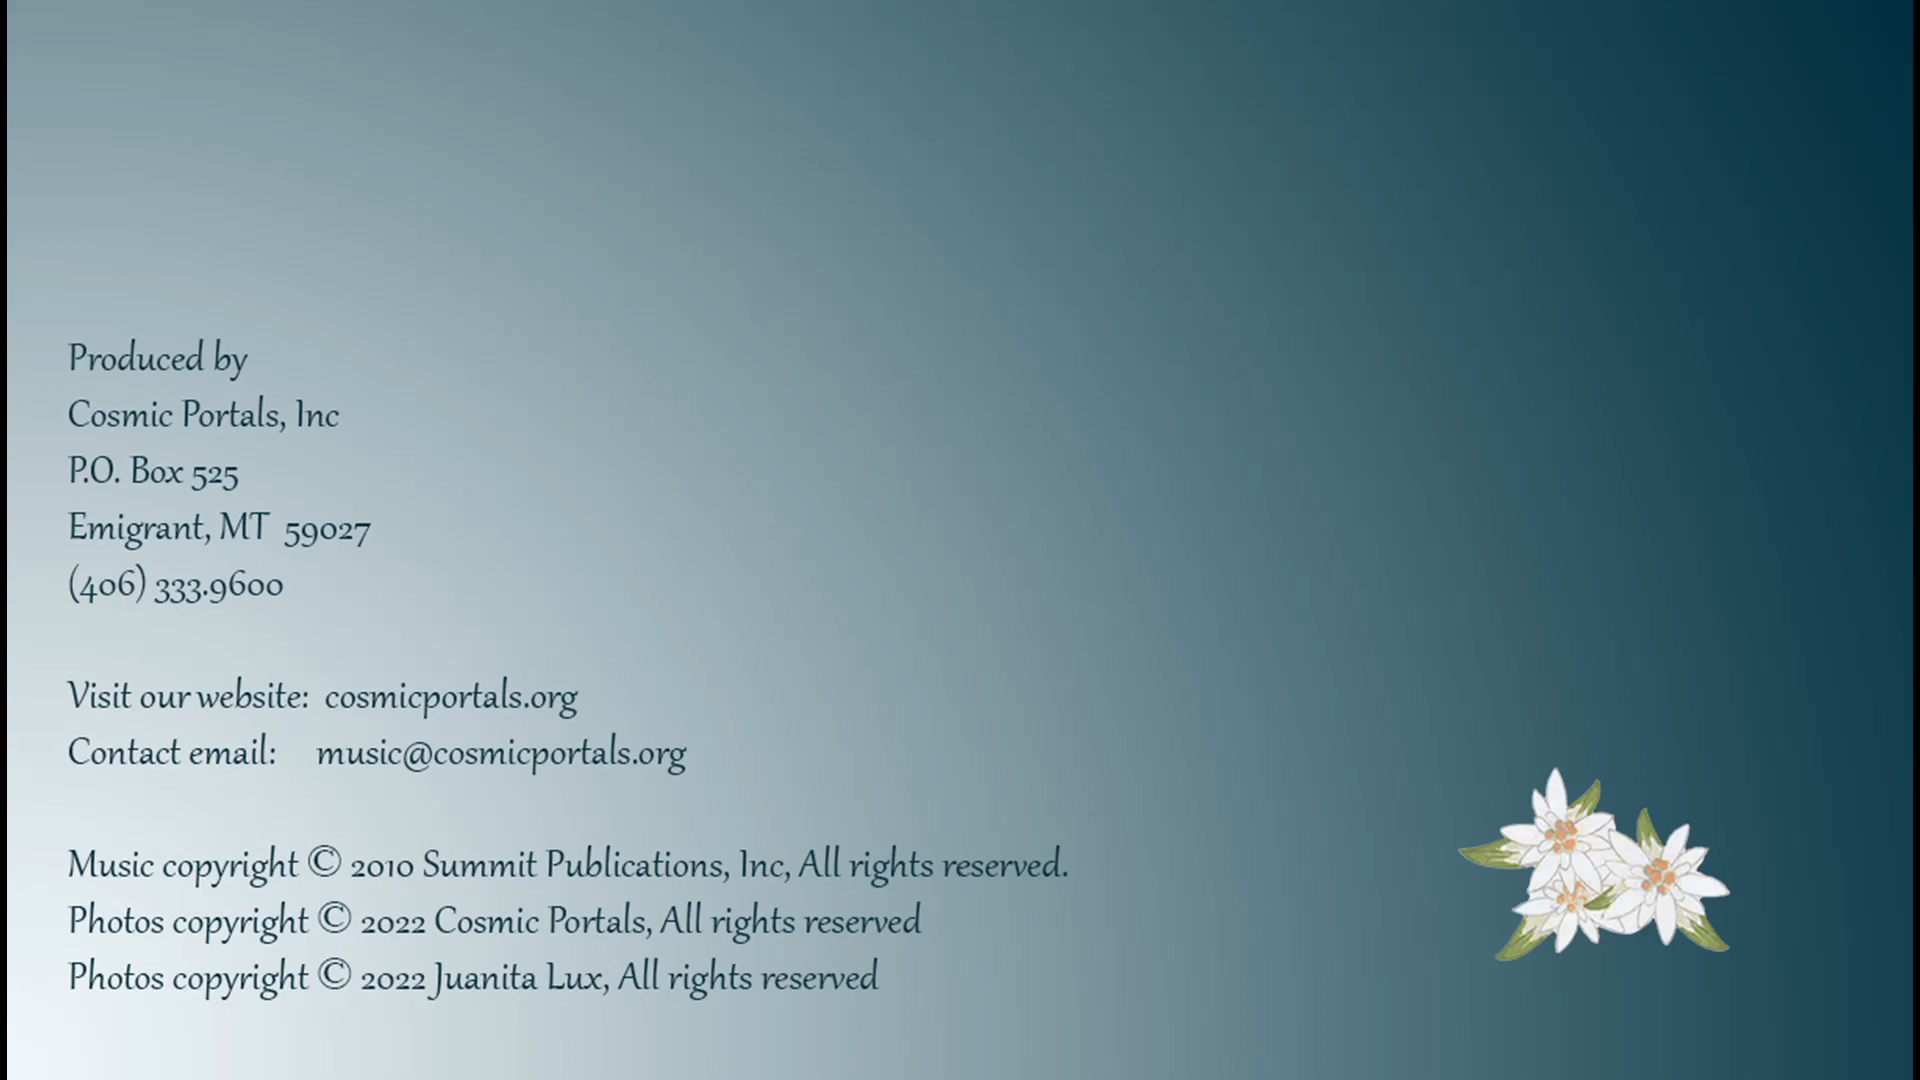 Produced by
Cosmic Portals, Inc
P.O. Box 525
Emigrant, MT 59027
(406) 333.9600
Visit our website: cosmicportals.org
Contact email: music@cosmicportals.org
Music copyright © 2010 Summit Publications, Inc, All rights reserved.
Photos copyright © 2022 Cosmic Portals, All rights reserved
Photos copyright © 2022 Juanita Lux, All rights reserved